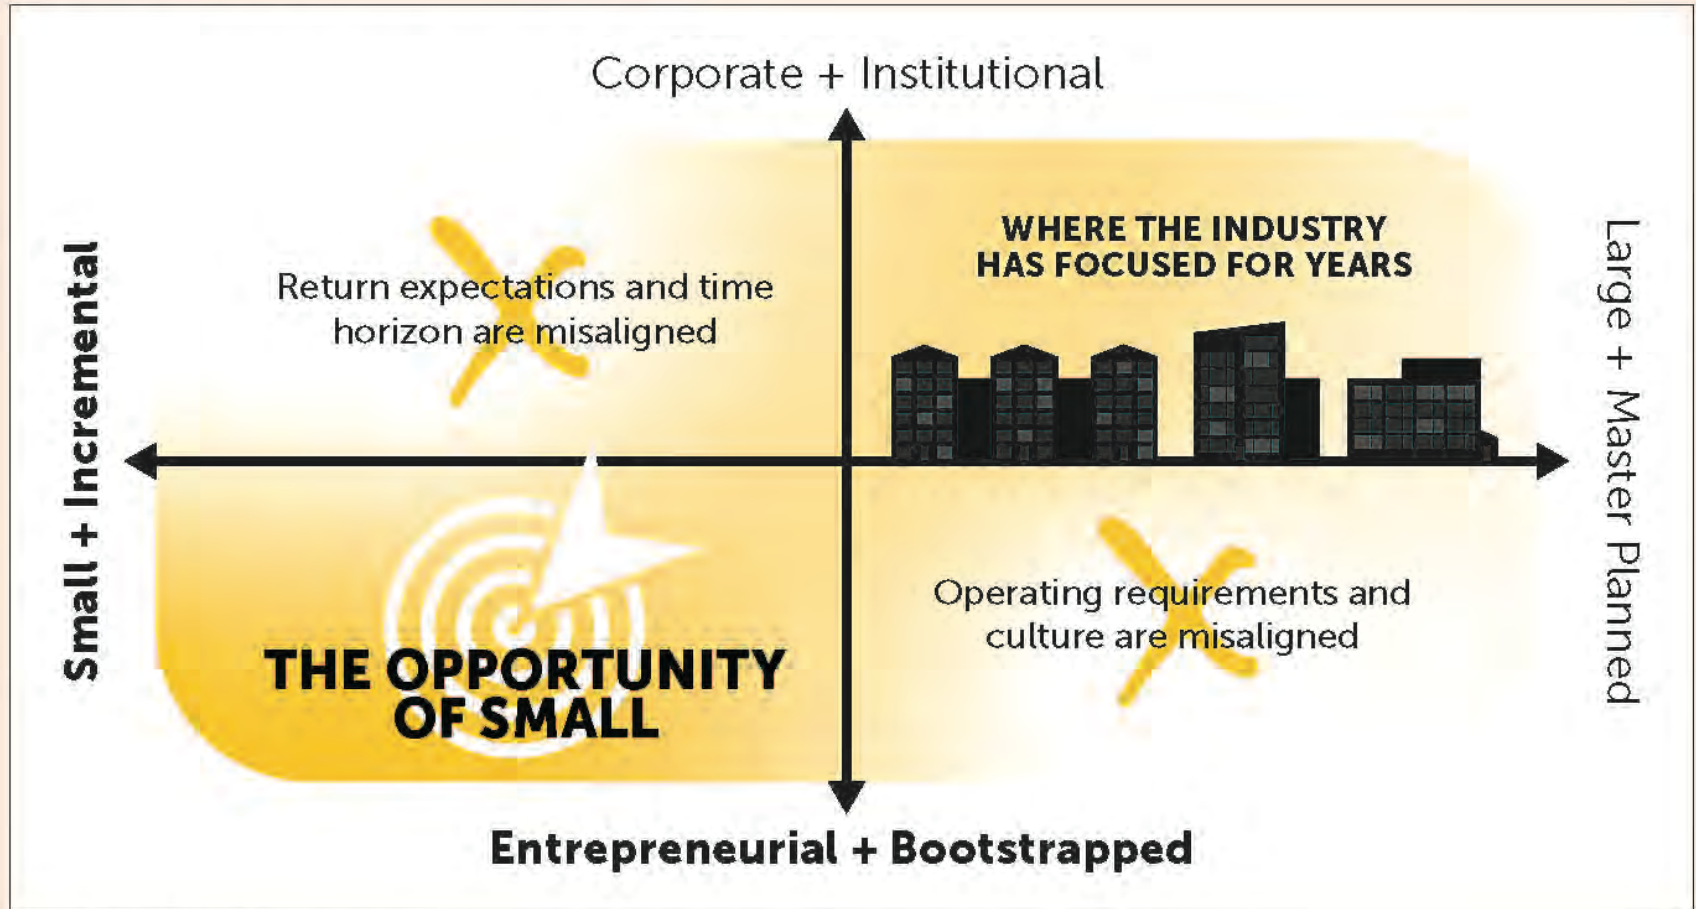 Corporate + Institutional
WHERE THE INDUSTRY
HAS FOCUSED FOR YEARS
Return expectations and time
horizon are misaligned
Small + Incremental
Large + Master Planned
Operating requirements and
culture are misaligned
THE OPPORTUNITY
OF SMALL
Entrepreneurial + Bootstrapped